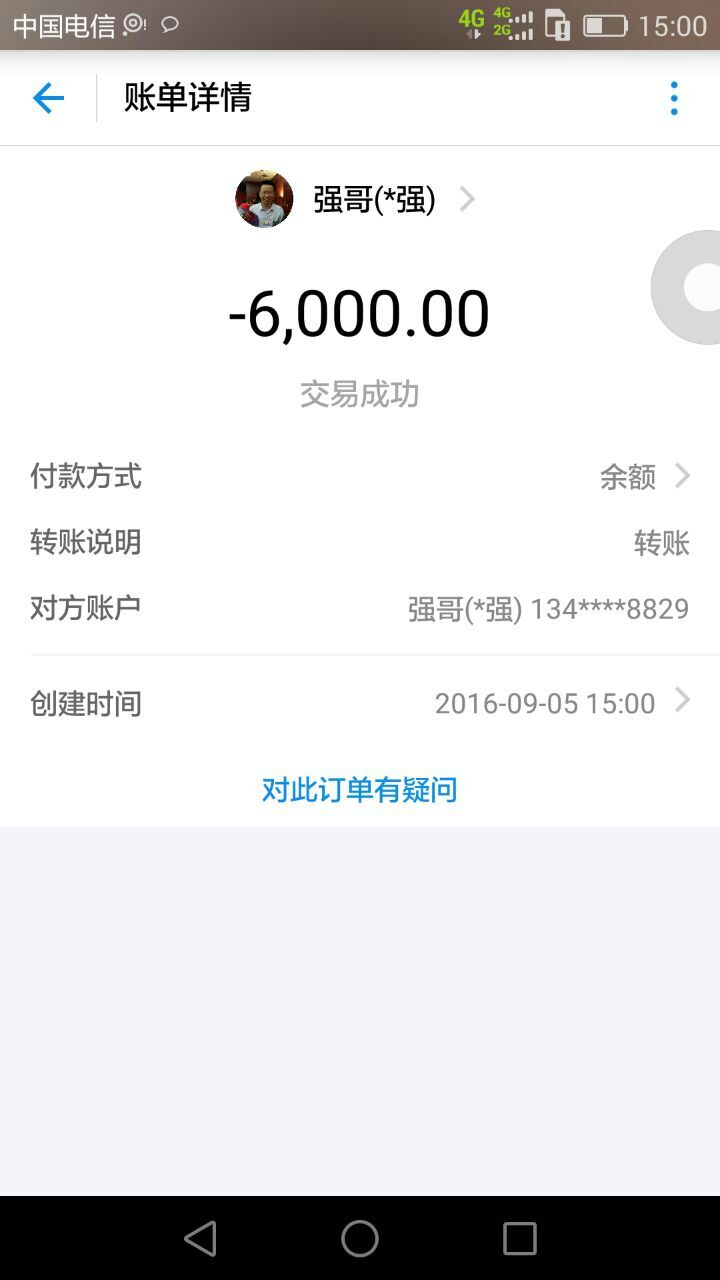 中国电信 4G 4G 2G 15:00
账单详情
强哥(*强)
-6,000.00
交易成功
付款方式 余额
转账说明 转账
对方账户 强哥(*强) 134****8829
创建时间 2016-09-05 15:00
对此订单有疑问